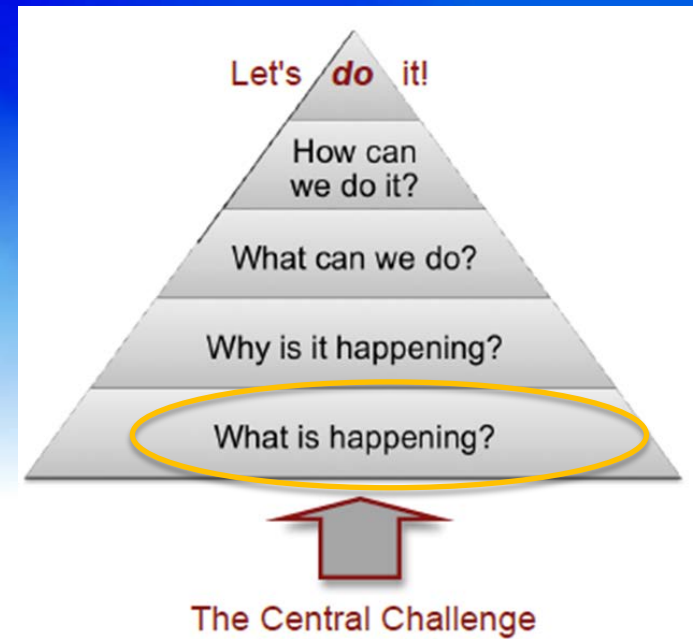 Let's do it!
How can
we do it?
What can we do?
Why is it happening?
What is happening?
The Central Challenge